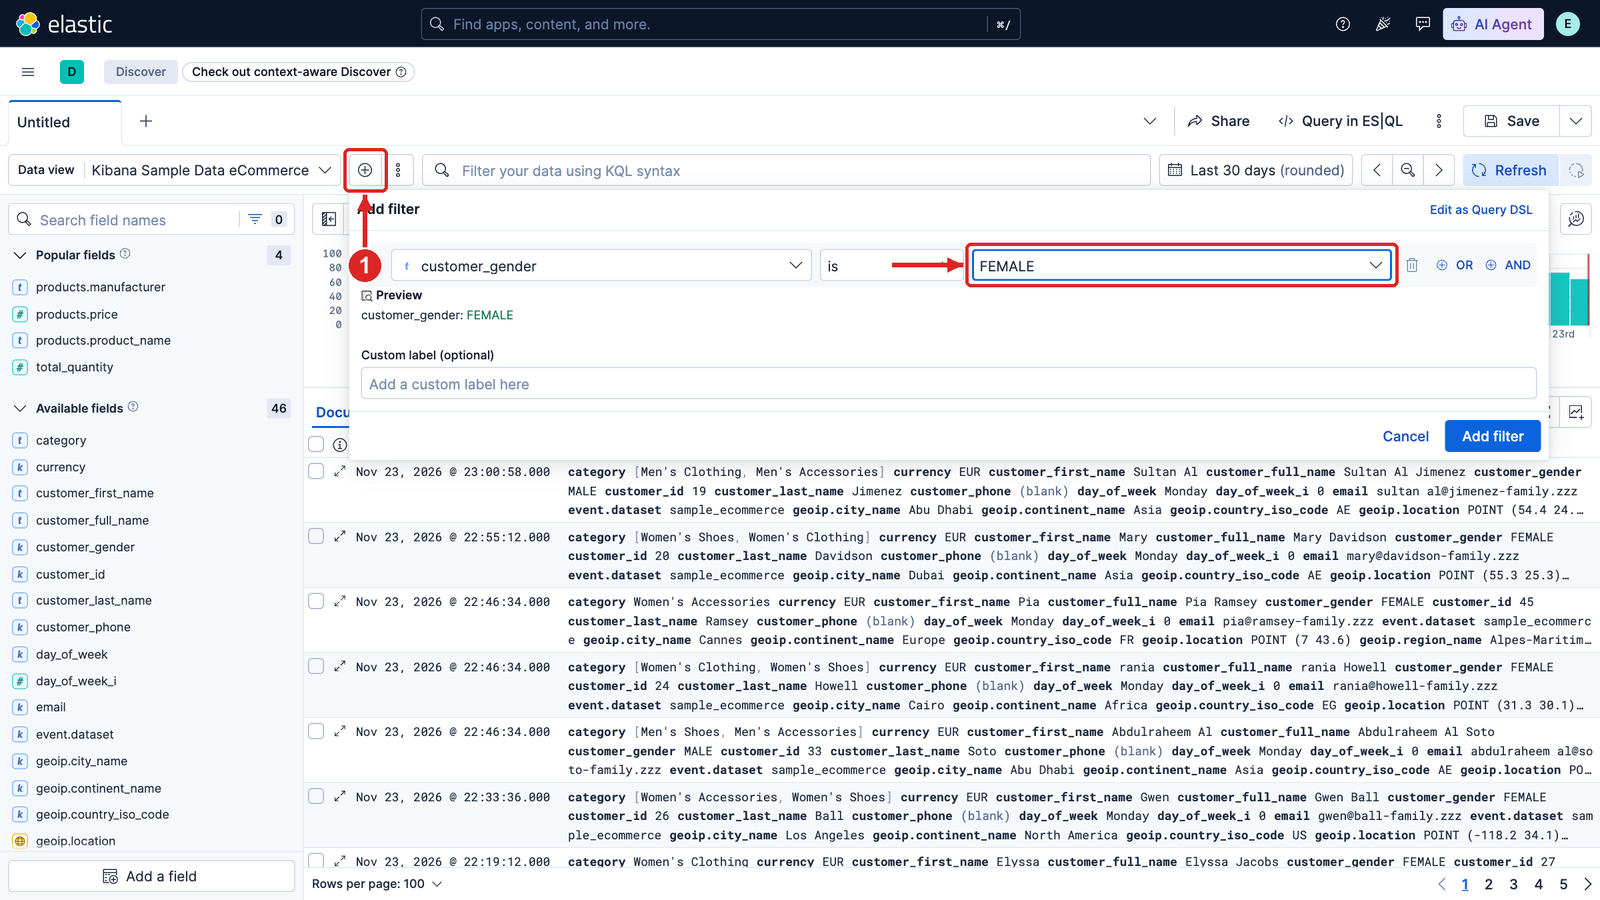 elastic
Find apps, content, and more.
⌘/
AI Agent
E
D
Discover
Check out context-aware Discover
Untitled
Share
Query in ES|QL
Save
Data view
Kibana Sample Data eCommerce
Filter your data using KQL syntax
Last 30 days (rounded)
Refresh
Search field names
0
Add filter
Edit as Query DSL
1
t customer_gender
is
FEMALE
OR
AND
Preview
customer_gender: FEMALE
Custom label (optional)
Add a custom label here
Cancel
Add filter
100
80
60
40
20
0
23rd
Popular fields
4
t products.manufacturer
# products.price
t products.product_name
# total_quantity
Available fields
46
t category
k currency
t customer_first_name
t customer_full_name
k customer_gender
k customer_id
t customer_last_name
k customer_phone
k day_of_week
# day_of_week_i
k email
k event.dataset
k geoip.city_name
k geoip.continent_name
k geoip.country_iso_code
geoip.location
Add a field
Docu
Nov 23, 2026 @ 23:00:58.000
category [Men's Clothing, Men's Accessories] currency EUR customer_first_name Sultan Al customer_full_name Sultan Al Jimenez customer_gender
MALE customer_id 19 customer_last_name Jimenez customer_phone (blank) day_of_week Monday day_of_week_i 0 email sultan al@jimenez-family.zzz
event.dataset sample_ecommerce geoip.city_name Abu Dhabi geoip.continent_name Asia geoip.country_iso_code AE geoip.location POINT (54.4 24.…
Nov 23, 2026 @ 22:55:12.000
category [Women's Shoes, Women's Clothing] currency EUR customer_first_name Mary customer_full_name Mary Davidson customer_gender FEMALE
customer_id 20 customer_last_name Davidson customer_phone (blank) day_of_week Monday day_of_week_i 0 email mary@davidson-family.zzz
event.dataset sample_ecommerce geoip.city_name Dubai geoip.continent_name Asia geoip.country_iso_code AE geoip.location POINT (55.3 25.3)…
Nov 23, 2026 @ 22:46:34.000
category Women's Accessories currency EUR customer_first_name Pia customer_full_name Pia Ramsey customer_gender FEMALE customer_id 45
customer_last_name Ramsey customer_phone (blank) day_of_week Monday day_of_week_i 0 email pia@ramsey-family.zzz event.dataset sample_ecommerc
e geoip.city_name Cannes geoip.continent_name Europe geoip.country_iso_code FR geoip.location POINT (7 43.6) geoip.region_name Alpes-Maritim…
Nov 23, 2026 @ 22:46:34.000
category [Women's Clothing, Women's Shoes] currency EUR customer_first_name rania customer_full_name rania Howell customer_gender FEMALE
customer_id 24 customer_last_name Howell customer_phone (blank) day_of_week Monday day_of_week_i 0 email rania@howell-family.zzz
event.dataset sample_ecommerce geoip.city_name Cairo geoip.continent_name Africa geoip.country_iso_code EG geoip.location POINT (31.3 30.1)…
Nov 23, 2026 @ 22:46:34.000
category [Men's Shoes, Men's Accessories] currency EUR customer_first_name Abdulraheem Al customer_full_name Abdulraheem Al Soto
customer_gender MALE customer_id 33 customer_last_name Soto customer_phone (blank) day_of_week Monday day_of_week_i 0 email abdulraheem al@so
to-family.zzz event.dataset sample_ecommerce geoip.city_name Abu Dhabi geoip.continent_name Asia geoip.country_iso_code AE geoip.location PO…
Nov 23, 2026 @ 22:33:36.000
category [Women's Accessories, Women's Shoes] currency EUR customer_first_name Gwen customer_full_name Gwen Ball customer_gender FEMALE
customer_id 26 customer_last_name Ball customer_phone (blank) day_of_week Monday day_of_week_i 0 email gwen@ball-family.zzz event.dataset sam
ple_ecommerce geoip.city_name Los Angeles geoip.continent_name North America geoip.country_iso_code US geoip.location POINT (-118.2 34.1)…
Nov 23, 2026 @ 22:19:12.000
category Women's Clothing currency EUR customer_first_name Elyssa customer_full_name Elyssa Jacobs customer_gender FEMALE customer_id 27
Rows per page: 100
1 2 3 4 5